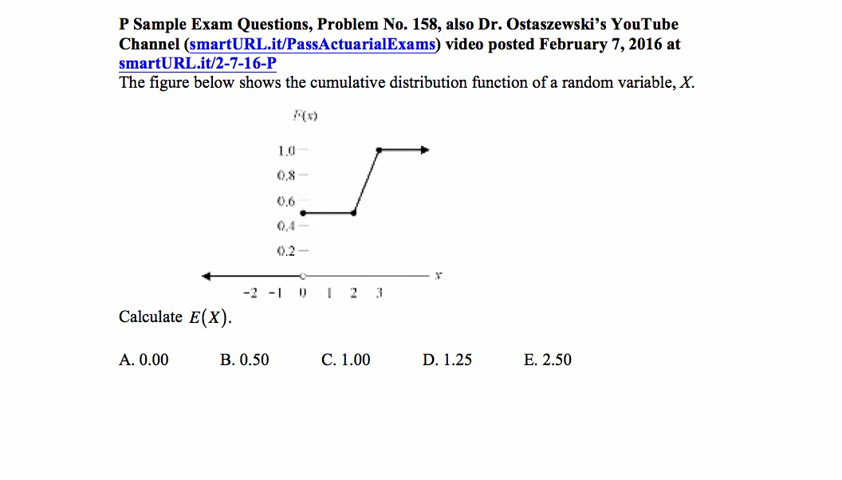 P Sample Exam Questions, Problem No. 158, also Dr. Ostaszewski's YouTube
Channel (smartURL.it/PassActuarialExams) video posted February 7, 2016 at
smartURL.it/2-7-16-P
The figure below shows the cumulative distribution function of a random variable, X.
F(x)
1.0
0.8
0.6
0.4
0.2
x
-2 -1 0 1 2 3
Calculate E(X).
A. 0.00 B. 0.50 C. 1.00 D. 1.25 E. 2.50